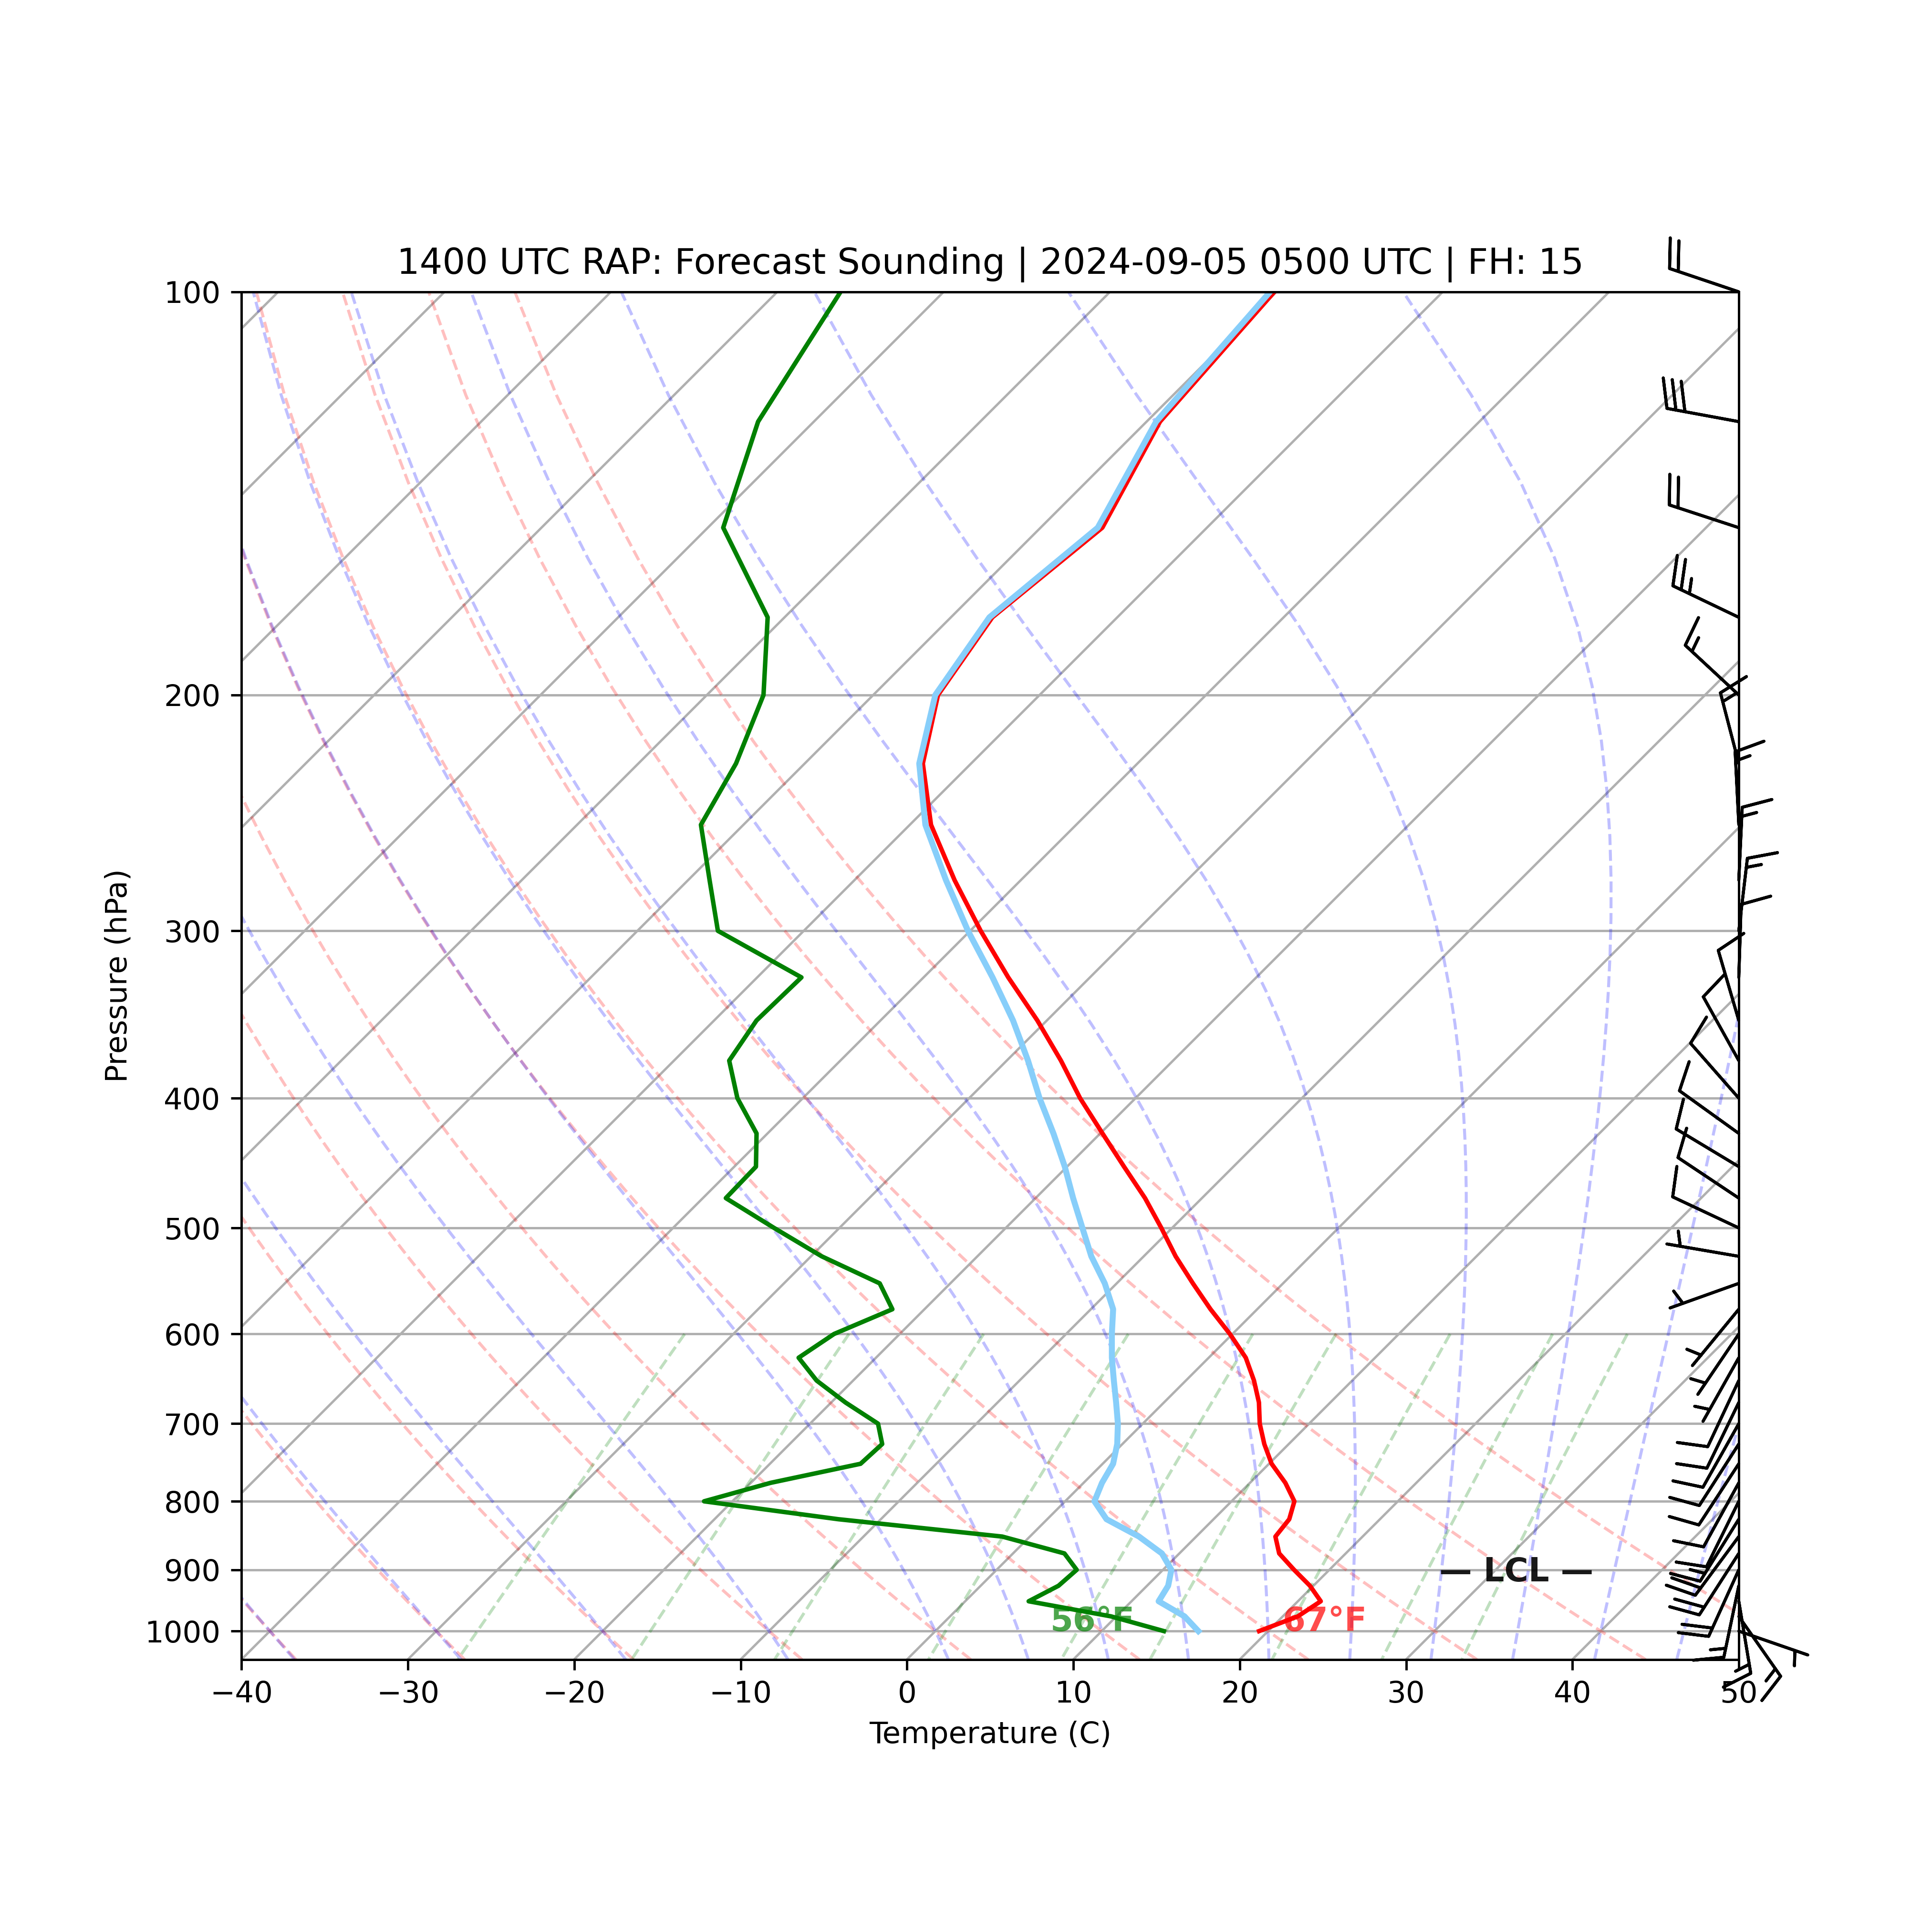 1400 UTC RAP: Forecast Sounding | 2024-09-05 0500 UTC | FH: 15
100
200
300
400
500
600
700
800
900
1000
Pressure (hPa)
— LCL —
56°F
67°F
−40 −30 −20 −10 0 10 20 30 40 50
Temperature (C)